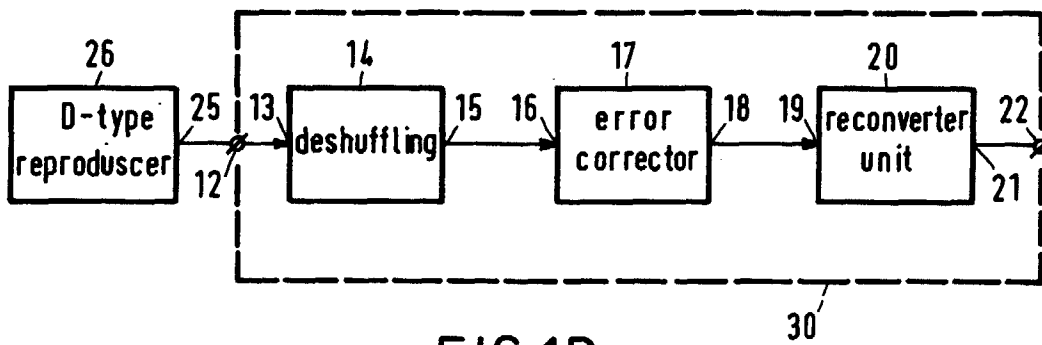 26
14
17
20
D-type
reproduscer
25
13
deshuffling
15
16
error
corrector
18
19
reconverter
unit
22
12
21
30